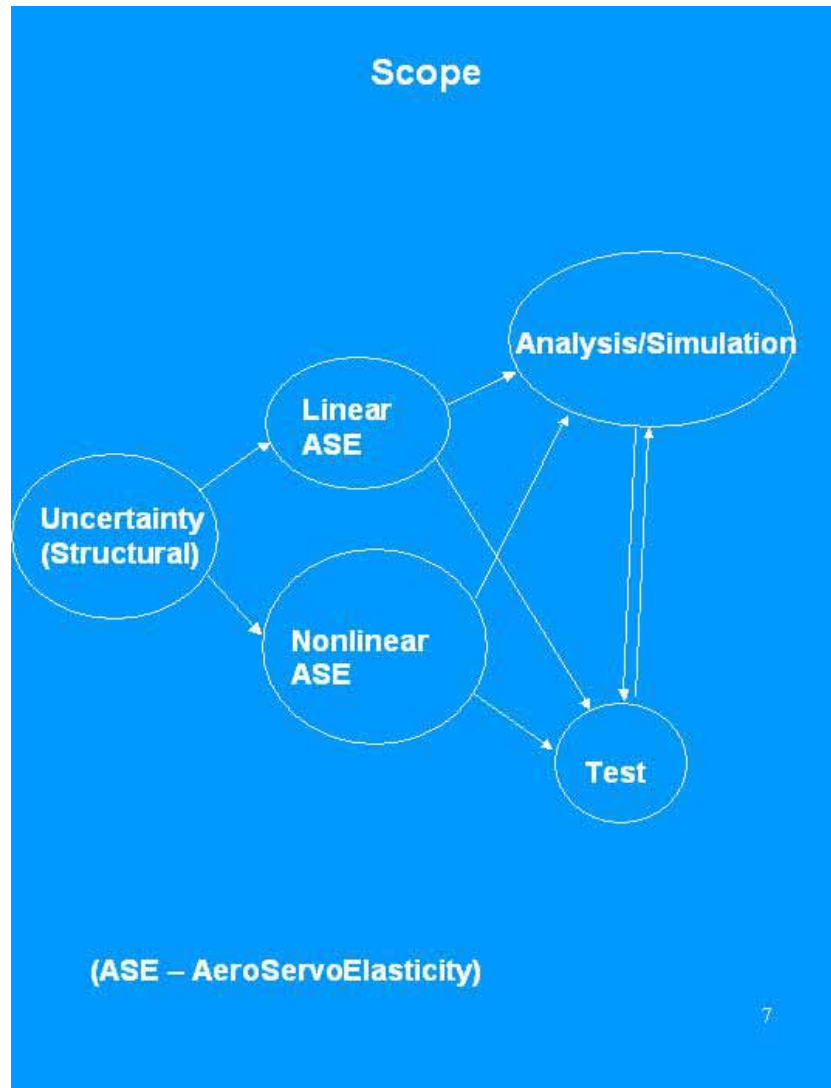 Scope
Analysis/Simulation
Linear
ASE
Uncertainty
(Structural)
Nonlinear
ASE
Test
(ASE – AeroServoElasticity)
7